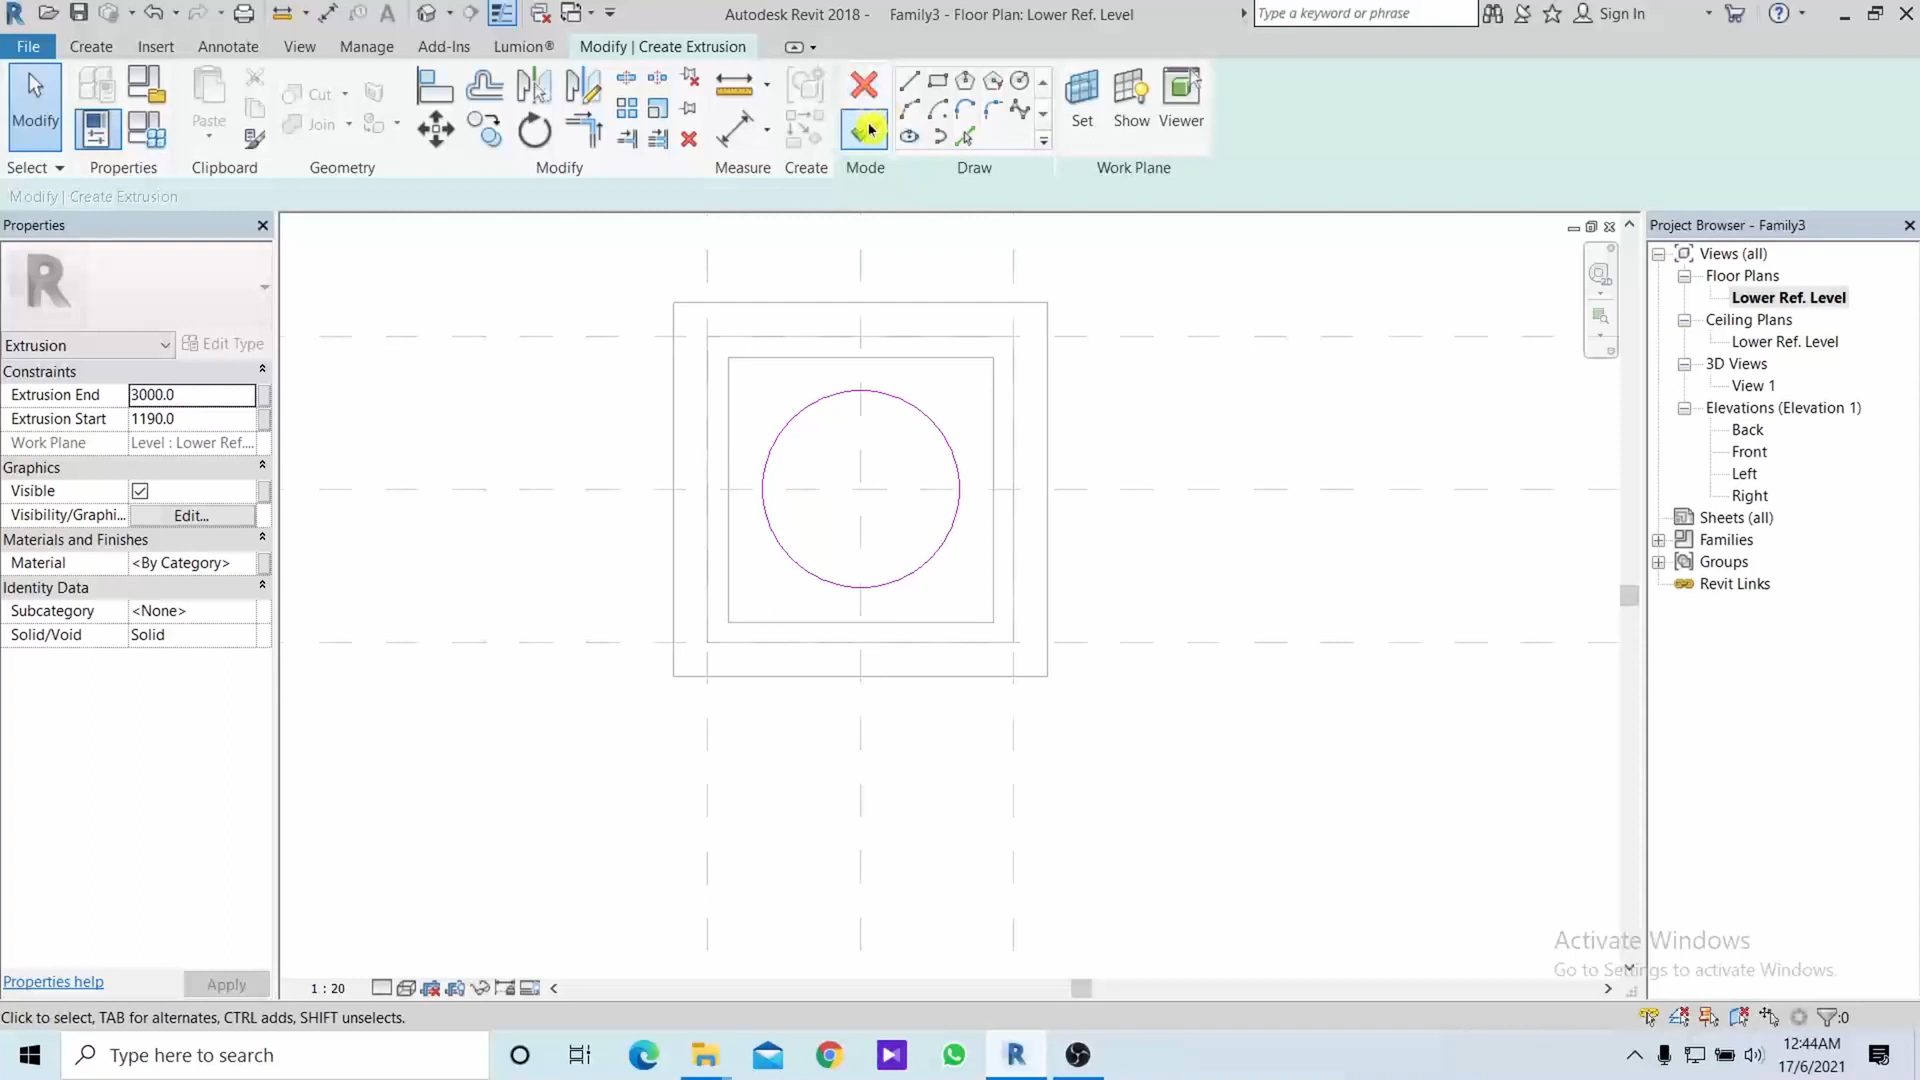 Autodesk Revit 2018 -
Family3 - Floor Plan: Lower Ref. Level
Type a keyword or phrase
Sign In
File
Create
Insert
Annotate
View
Manage
Add-Ins
Lumion®
Modify | Create Extrusion
Modify
Paste
Cut
Join
Set
Show
Viewer
Select
Properties
Clipboard
Geometry
Modify
Measure
Create
Mode
Draw
Work Plane
Modify | Create Extrusion
Properties
R
Extrusion
Edit Type
Constraints
Extrusion End 3000.0
Extrusion Start 1190.0
Work Plane Level : Lower Ref....
Graphics
Visible
Visibility/Graphi... Edit...
Materials and Finishes
Material <By Category>
Identity Data
Subcategory <None>
Solid/Void Solid
Properties help
Apply
Project Browser - Family3
Views (all)
Floor Plans
Lower Ref. Level
Ceiling Plans
Lower Ref. Level
3D Views
View 1
Elevations (Elevation 1)
Back
Front
Left
Right
Sheets (all)
Families
Groups
Revit Links
Activate Windows
Go to Settings to activate Windows.
1 : 20
Click to select, TAB for alternates, CTRL adds, SHIFT unselects.
:0
Type here to search
12:44AM
17/6/2021